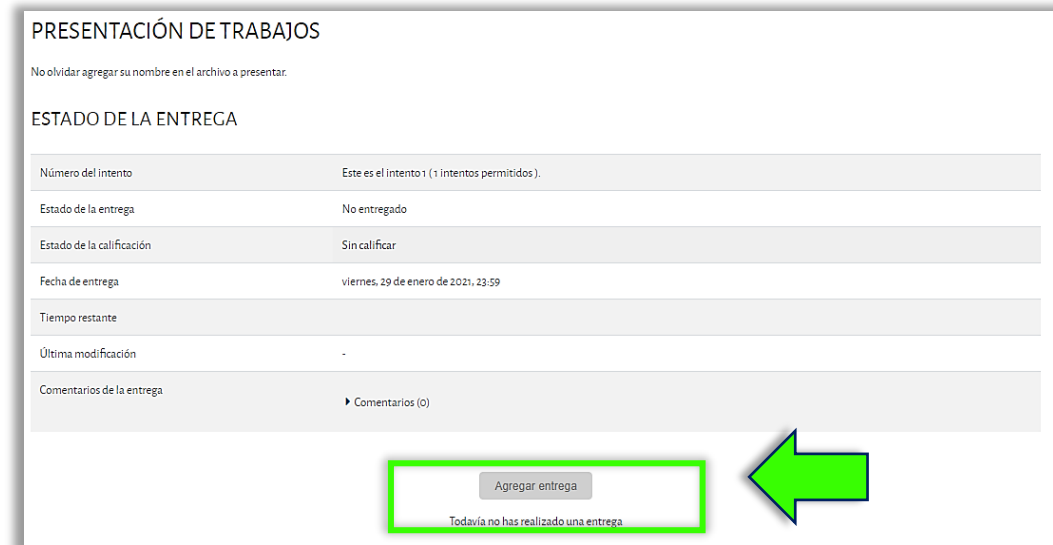 PRESENTACIÓN DE TRABAJOS
No olvidar agregar su nombre en el archivo a presentar.
ESTADO DE LA ENTREGA
Número del intento Este es el intento 1 ( 1 intentos permitidos ).
Estado de la entrega No entregado
Estado de la calificación Sin calificar
Fecha de entrega viernes, 29 de enero de 2021, 23:59
Tiempo restante
Última modificación -
Comentarios de la entrega
Comentarios (0)
Agregar entrega
Todavía no has realizado una entrega